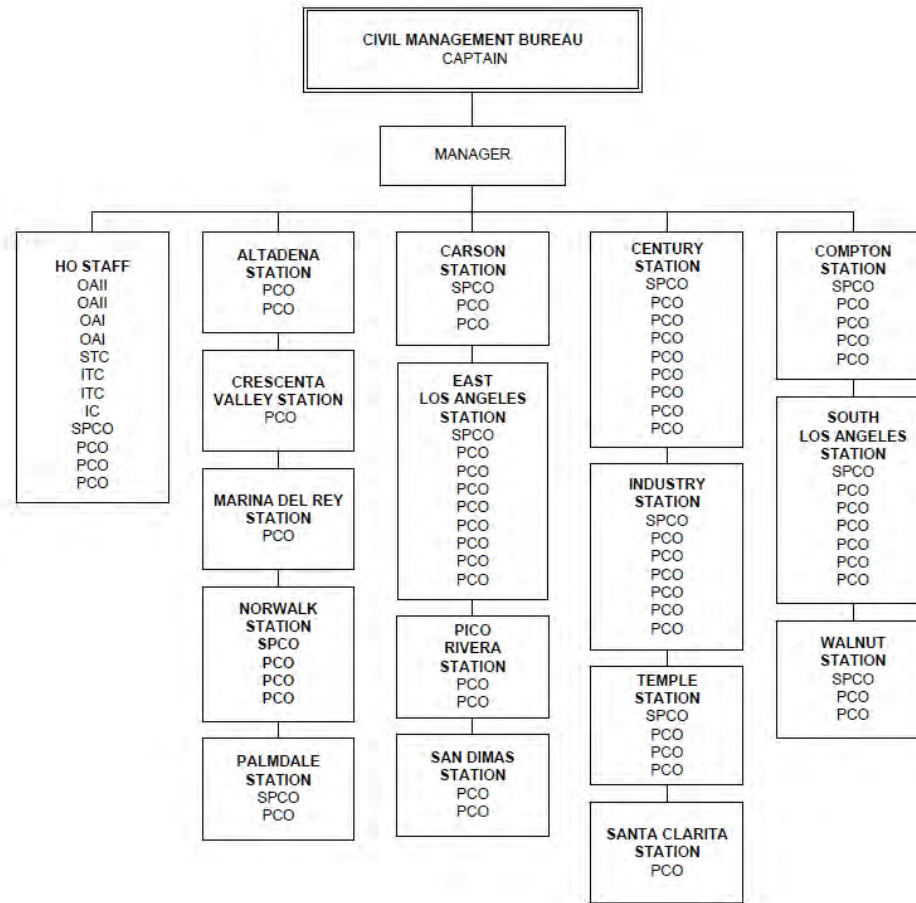 CIVIL MANAGEMENT BUREAU
CAPTAIN
MANAGER
HQ STAFF
OAII
OAII
OAI
OAI
STC
ITC
ITC
IC
SPCO
PCO
PCO
PCO
ALTADENA
STATION
PCO
PCO
CRESCENTA
VALLEY STATION
PCO
MARINA DEL REY
STATION
PCO
NORWALK
STATION
SPCO
PCO
PCO
PCO
PALMDALE
STATION
SPCO
PCO
CARSON
STATION
SPCO
PCO
PCO
EAST
LOS ANGELES
STATION
SPCO
PCO
PCO
PCO
PCO
PCO
PCO
PCO
PCO
PICO
RIVERA
STATION
PCO
PCO
SAN DIMAS
STATION
PCO
PCO
CENTURY
STATION
SPCO
PCO
PCO
PCO
PCO
PCO
PCO
PCO
PCO
INDUSTRY
STATION
SPCO
PCO
PCO
PCO
PCO
PCO
PCO
TEMPLE
STATION
SPCO
PCO
PCO
PCO
SANTA CLARITA
STATION
PCO
COMPTON
STATION
SPCO
PCO
PCO
PCO
PCO
SOUTH
LOS ANGELES
STATION
SPCO
PCO
PCO
PCO
PCO
PCO
PCO
WALNUT
STATION
SPCO
PCO
PCO